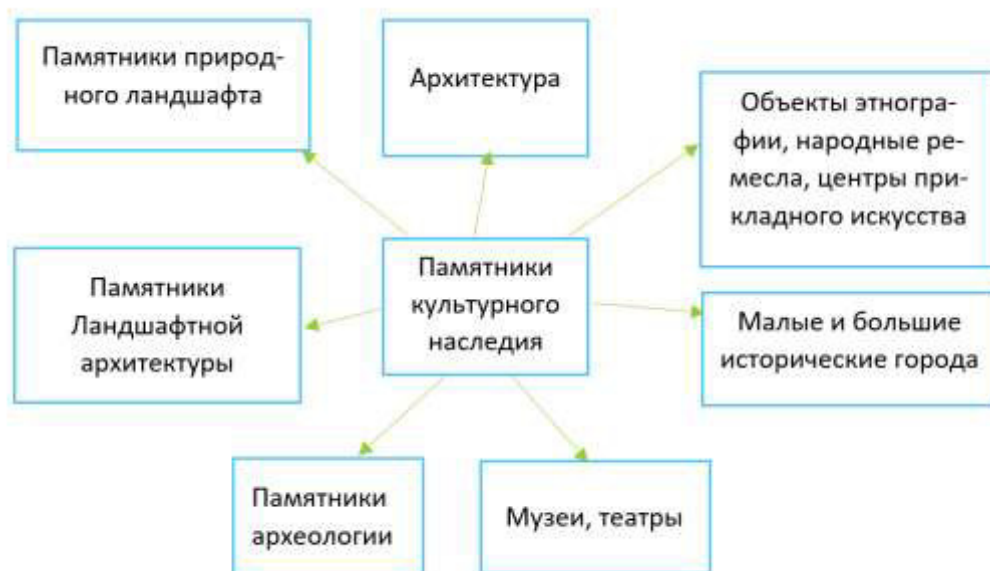 Памятники природ-
ного ландшафта
Архитектура
Объекты этногра-
фии, народные ре-
месла, центры при-
кладного искусства
Памятники
культурного
наследия
Памятники
Ландшафтной
архитектуры
Малые и большие
исторические города
Памятники
археологии
Музеи, театры